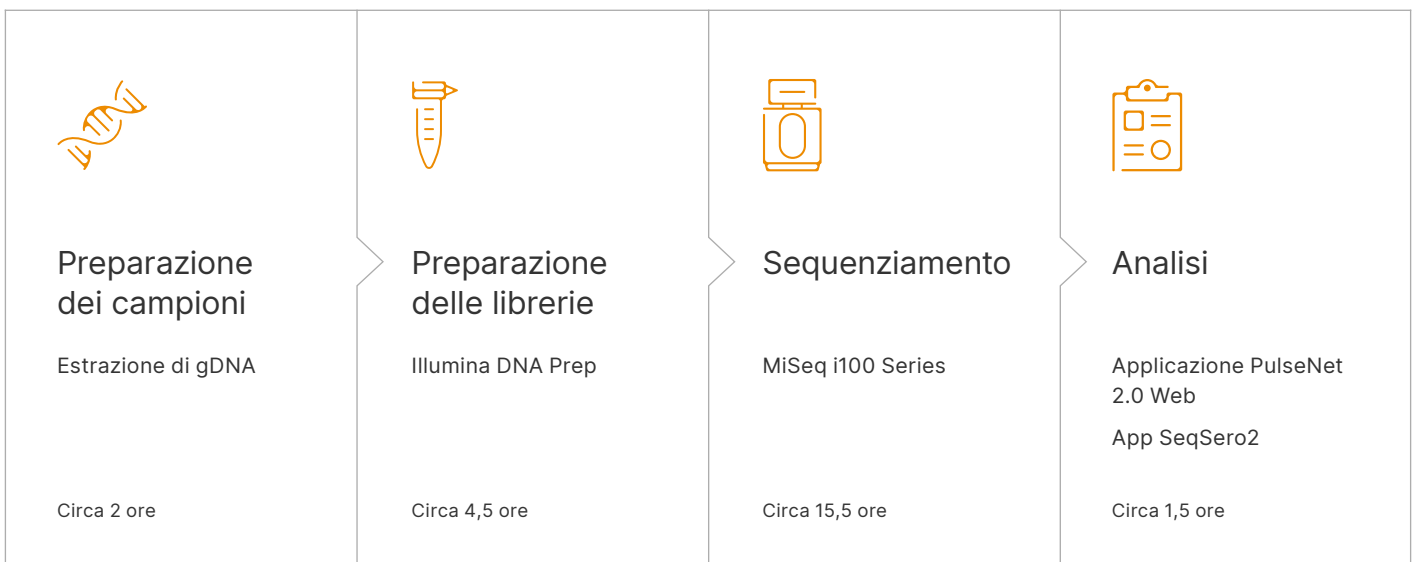 Preparazione
dei campioni
Estrazione di gDNA
Circa 2 ore
Preparazione
delle librerie
Illumina DNA Prep
Circa 4,5 ore
Sequenziamento
MiSeq i100 Series
Circa 15,5 ore
Analisi
Applicazione PulseNet
2.0 Web
App SeqSero2
Circa 1,5 ore